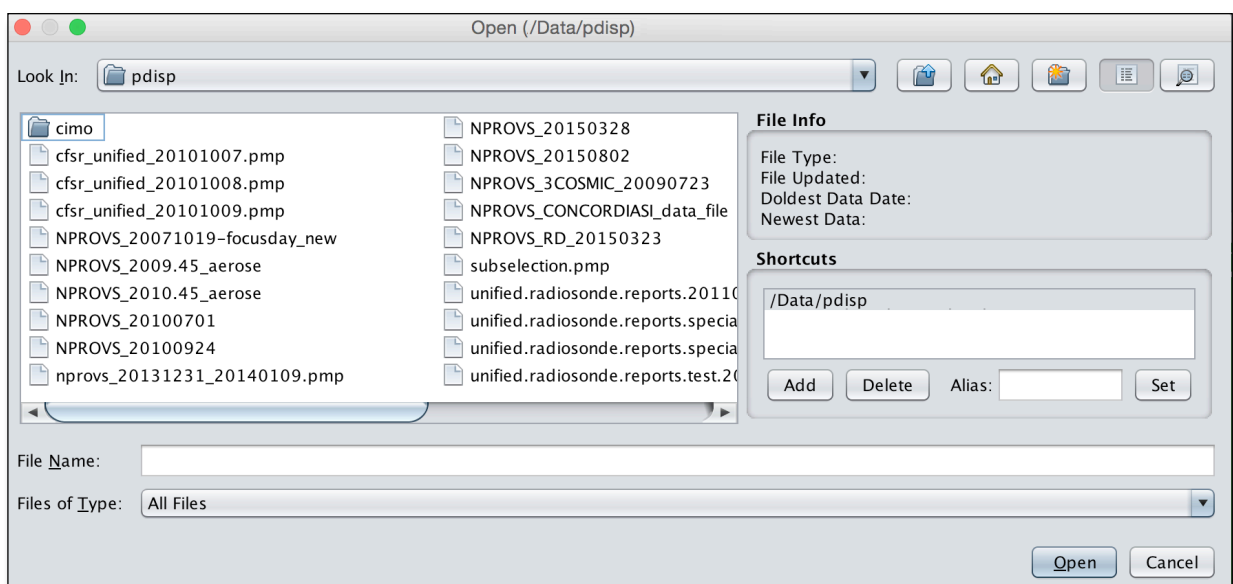 Open (/Data/pdisp)
Look In:
pdisp
cimo
cfsr_unified_20101007.pmp
cfsr_unified_20101008.pmp
cfsr_unified_20101009.pmp
NPROVS_20071019-focusday_new
NPROVS_2009.45_aerose
NPROVS_2010.45_aerose
NPROVS_20100701
NPROVS_20100924
nprovs_20131231_20140109.pmp
NPROVS_20150328
NPROVS_20150802
NPROVS_3COSMIC_20090723
NPROVS_CONCORDIASI_data_file
NPROVS_RD_20150323
subselection.pmp
unified.radiosonde.reports.20110
unified.radiosonde.reports.specia
unified.radiosonde.reports.specia
unified.radiosonde.reports.test.20
File Info
File Type:
File Updated:
Doldest Data Date:
Newest Data:
Shortcuts
/Data/pdisp
Add
Delete
Alias:
Set
File Name:
Files of Type:
All Files
Open
Cancel